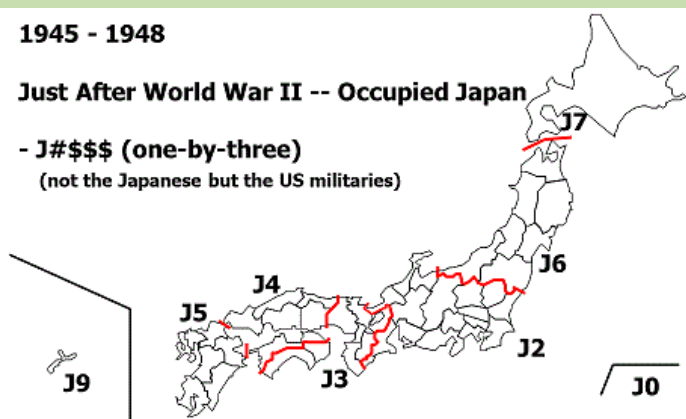 1945 - 1948
Just After World War II -- Occupied Japan
- J#$$$ (one-by-three)
(not the Japanese but the US militaries)
J7
J6
J4
J5
J2
J3
J9
J0